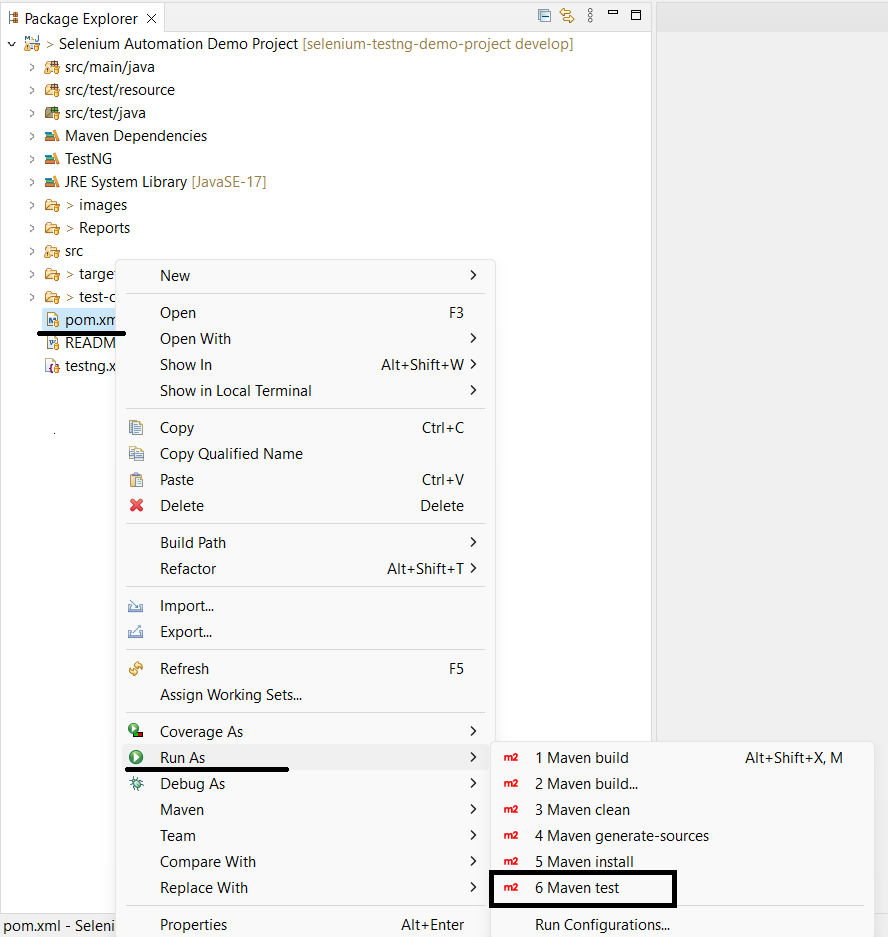 Package Explorer
> Selenium Automation Demo Project [selenium-testng-demo-project develop]
src/main/java
src/test/resource
src/test/java
Maven Dependencies
TestNG
JRE System Library [JavaSE-17]
> images
> Reports
src
> targe
> test-c
pom.xm
READM
testng.x
New
Open F3
Open With
Show In Alt+Shift+W
Show in Local Terminal
Copy Ctrl+C
Copy Qualified Name
Paste Ctrl+V
Delete Delete
Build Path
Refactor Alt+Shift+T
Import...
Export...
Refresh F5
Assign Working Sets...
Coverage As
Run As
Debug As
Maven
Team
Compare With
Replace With
Properties Alt+Enter
m2 1 Maven build Alt+Shift+X, M
m2 2 Maven build...
m2 3 Maven clean
m2 4 Maven generate-sources
m2 5 Maven install
m2 6 Maven test
Run Configurations...
pom.xml - Seleni